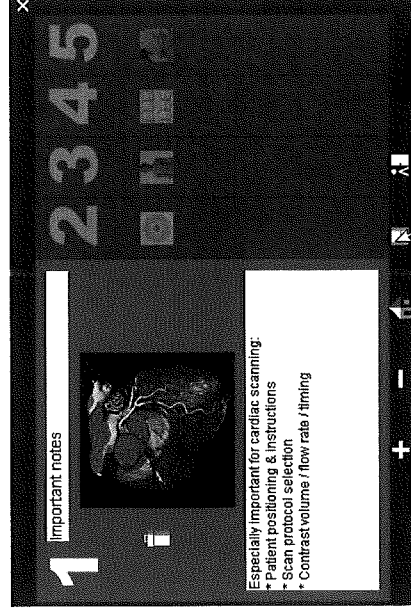 1
Important notes
Especially important for cardiac scanning:
* Patient positioning & instructions
* Scan protocol selection
* Contrast volume / flow rate / timing
2 3 4 5